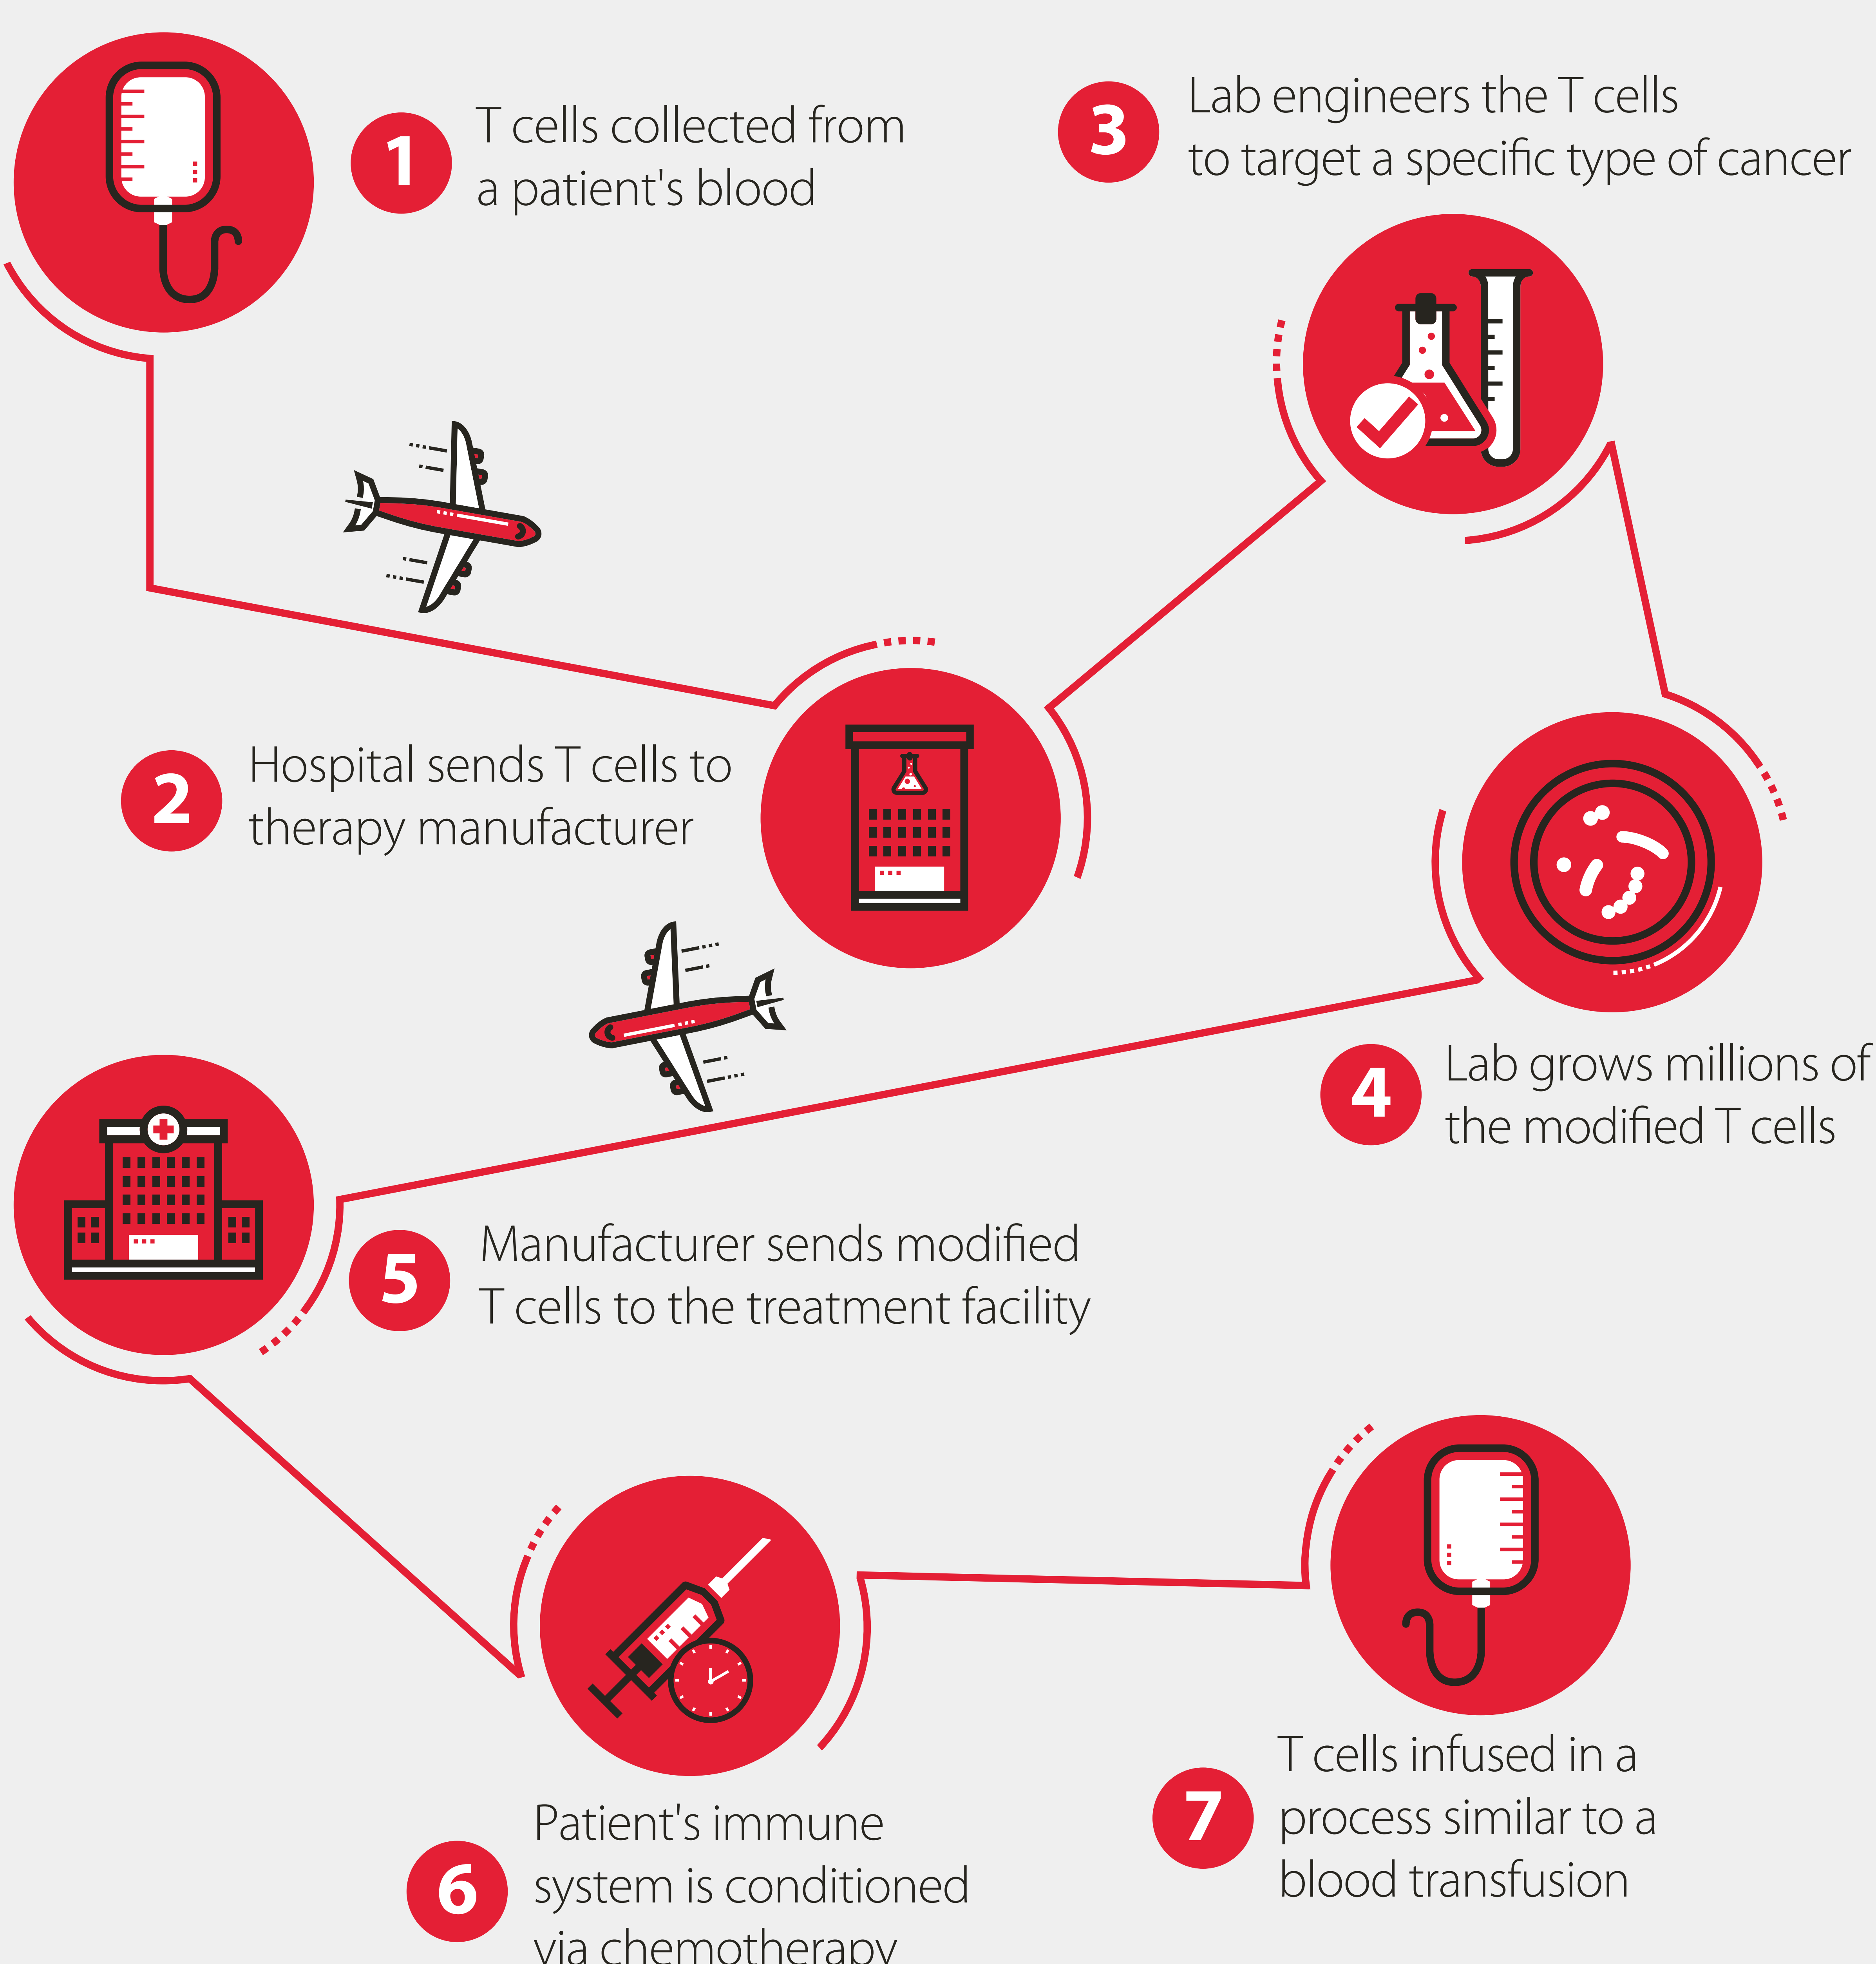 1
T cells collected from
a patient's blood
2
Hospital sends T cells to
therapy manufacturer
3
Lab engineers the T cells
to target a specific type of cancer
4
Lab grows millions of
the modified T cells
5
Manufacturer sends modified
T cells to the treatment facility
6
Patient's immune
system is conditioned
via chemotherapy
7
T cells infused in a
process similar to a
blood transfusion